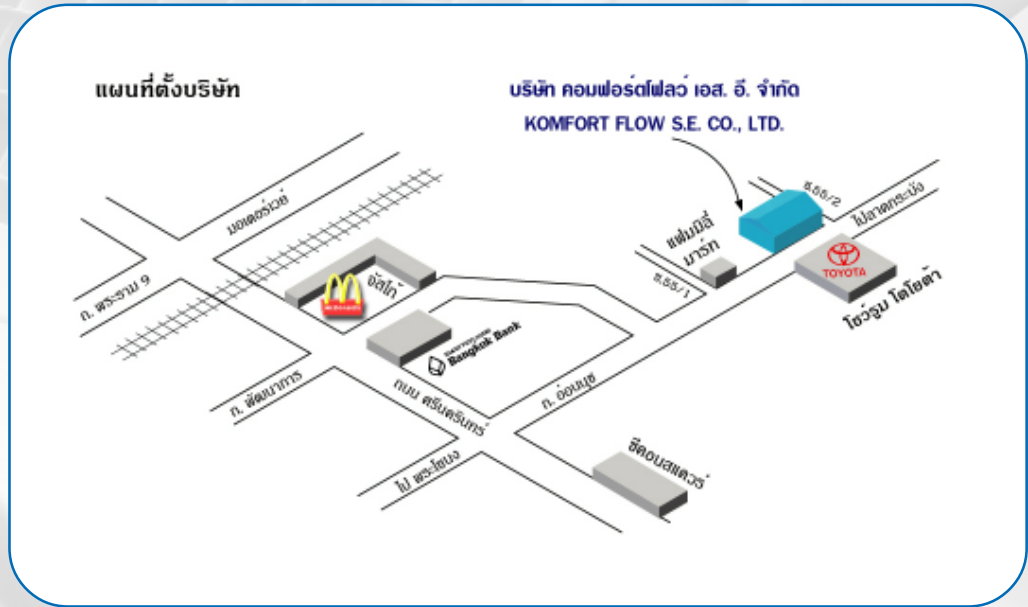 แผนที่ตั้งบริษัท
บริษัท คอมฟอร์ตโฟลว์ เอส. อี. จำกัด
KOMFORT FLOW S.E. CO., LTD.
มอเตอร์เวย์
ซ.55/2
ไปลาดกระบัง
แฟมมิลี่
มาร์ท
TOYOTA
จัสโก้
McDonald's
ถ. พระราม 9
ซ.55/1
โชว์รูม โตโยต้า
Bangkok Bank
ถ. พัฒนาการ
ถนน ศรีนครินทร์
ถ. อ่อนนุช
ไป พระโขนง
ซีคอนสแควร์